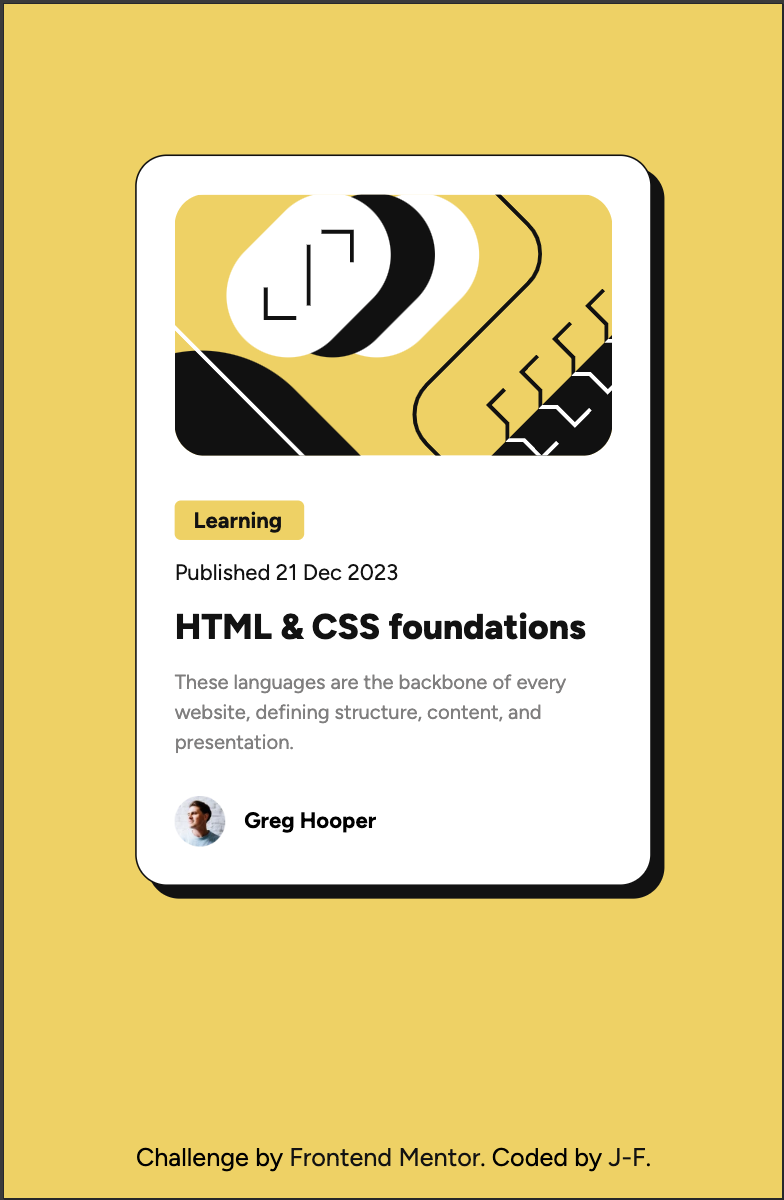 Learning
Published 21 Dec 2023
HTML & CSS foundations
These languages are the backbone of every
website, defining structure, content, and
presentation.
Greg Hooper
Challenge by Frontend Mentor. Coded by J-F.